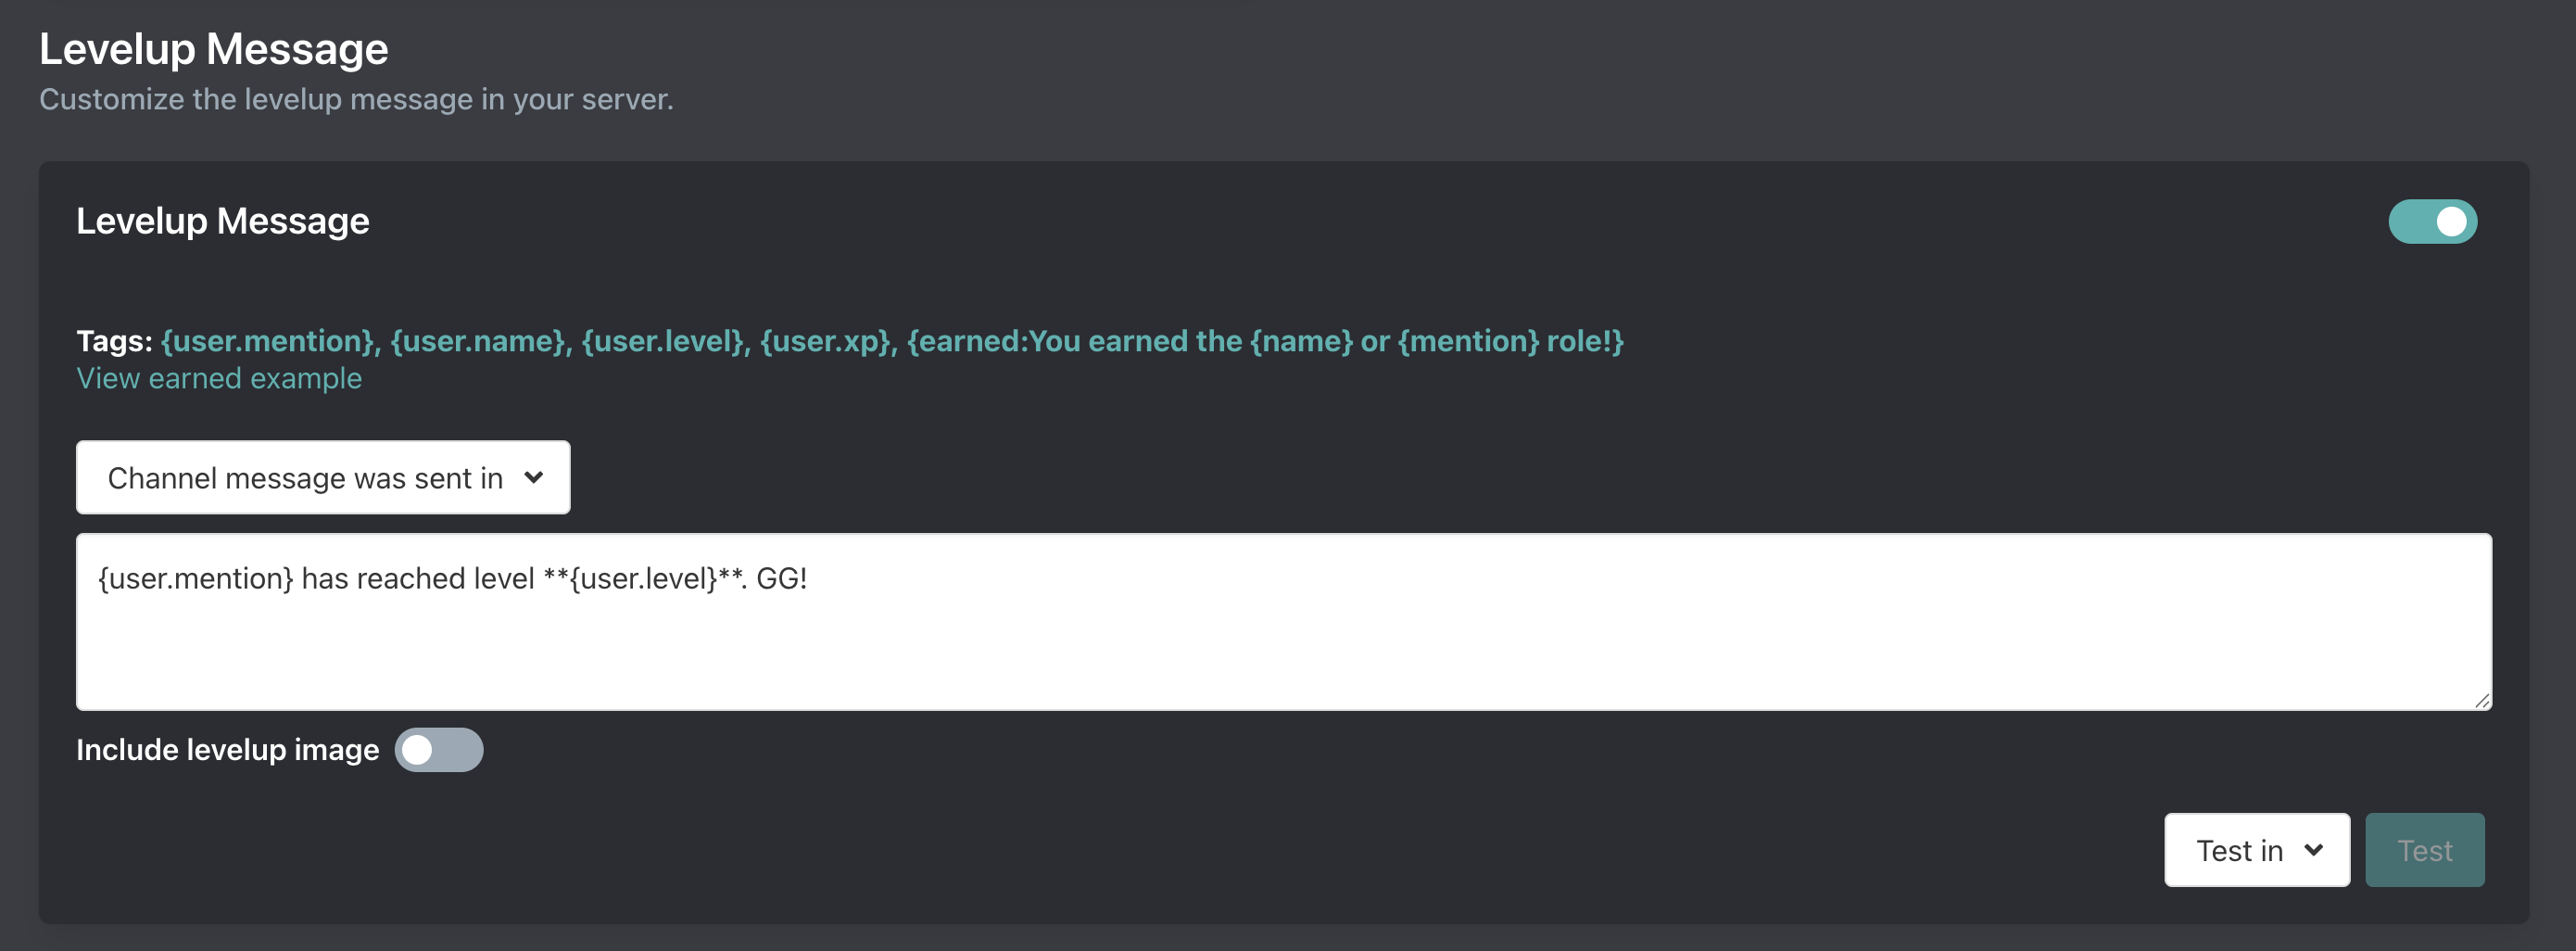 Levelup Message
Customize the levelup message in your server.
Levelup Message
Tags: {user.mention}, {user.name}, {user.level}, {user.xp}, {earned:You earned the {name} or {mention} role!}
View earned example
Channel message was sent in
{user.mention} has reached level **{user.level}**. GG!
Include levelup image
Test in
Test